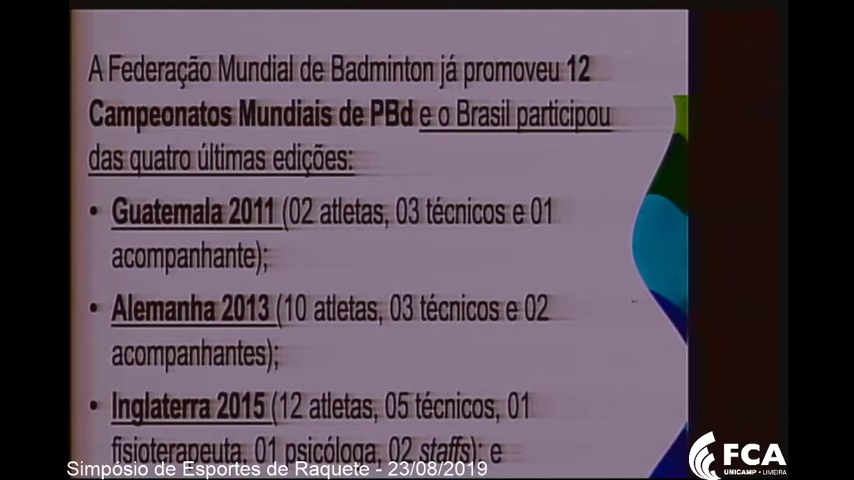 A Federação Mundial de Badminton já promoveu 12
Campeonatos Mundiais de PBd e o Brasil participou
das quatro últimas edições:
• Guatemala 2011 (02 atletas, 03 técnicos e 01
acompanhante);
• Alemanha 2013 (10 atletas, 03 técnicos e 02
acompanhantes);
• Inglaterra 2015 (12 atletas, 05 técnicos, 01
fisioterapeuta, 01 psicóloga, 02 staffs); e
Simpósio de Esportes de Raquete - 23/08/2019
FCA
UNICAMP • LIMEIRA